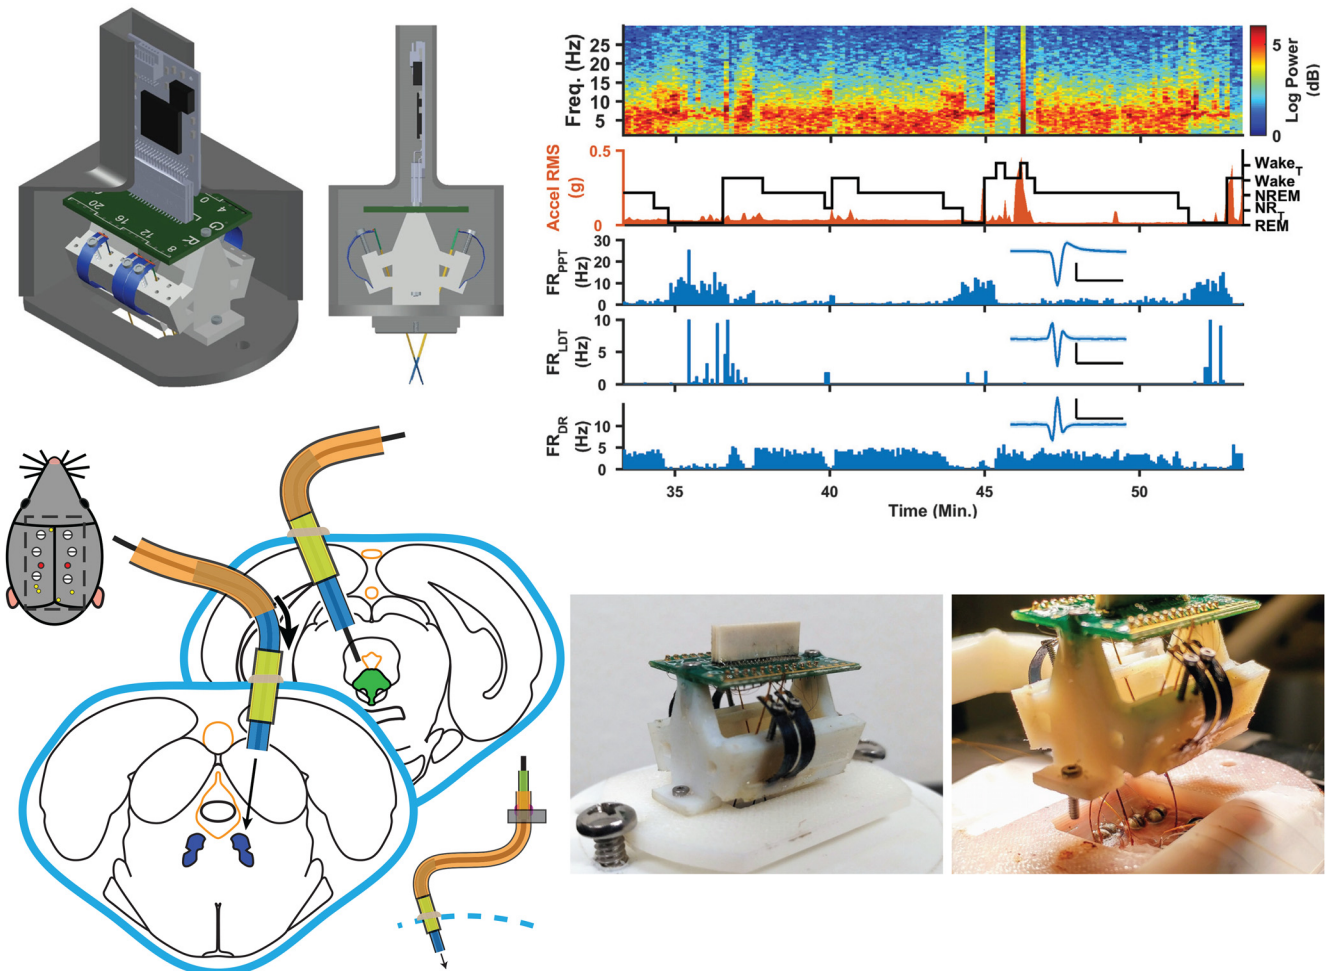 20
16
12
8
4
0
G
R
L
Freq. (Hz)
25
20
15
10
5
5
0
Log Power
(dB)
Accel RMS
(g)
0.5
0
Wake_T
Wake
NREM
NR_T
REM
FR_PPT
(Hz)
30
20
10
0
FR_LDT
(Hz)
10
5
0
FR_DR
(Hz)
10
5
0
35
40
45
50
Time (Min.)